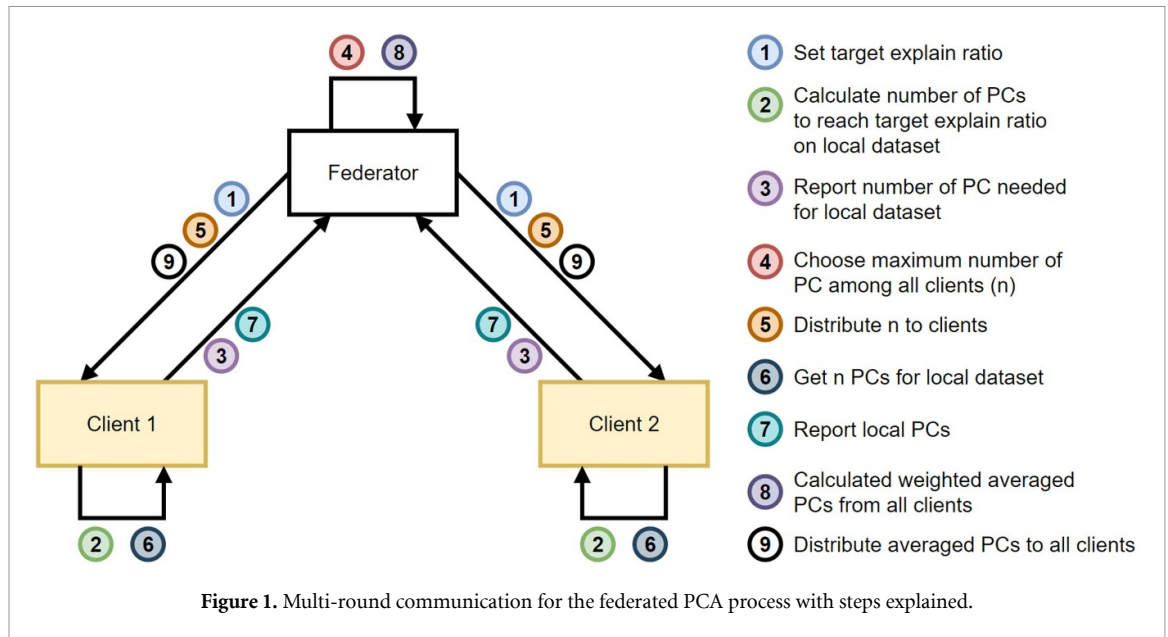 4 8
Federator
1 5 9
1 5 9
7 3
7 3
Client 1
Client 2
2 6
2 6
1 Set target explain ratio
2 Calculate number of PCs
to reach target explain ratio
on local dataset
3 Report number of PC needed
for local dataset
4 Choose maximum number of
PC among all clients (n)
5 Distribute n to clients
6 Get n PCs for local dataset
7 Report local PCs
8 Calculated weighted averaged
PCs from all clients
9 Distribute averaged PCs to all clients
Figure 1. Multi-round communication for the federated PCA process with steps explained.